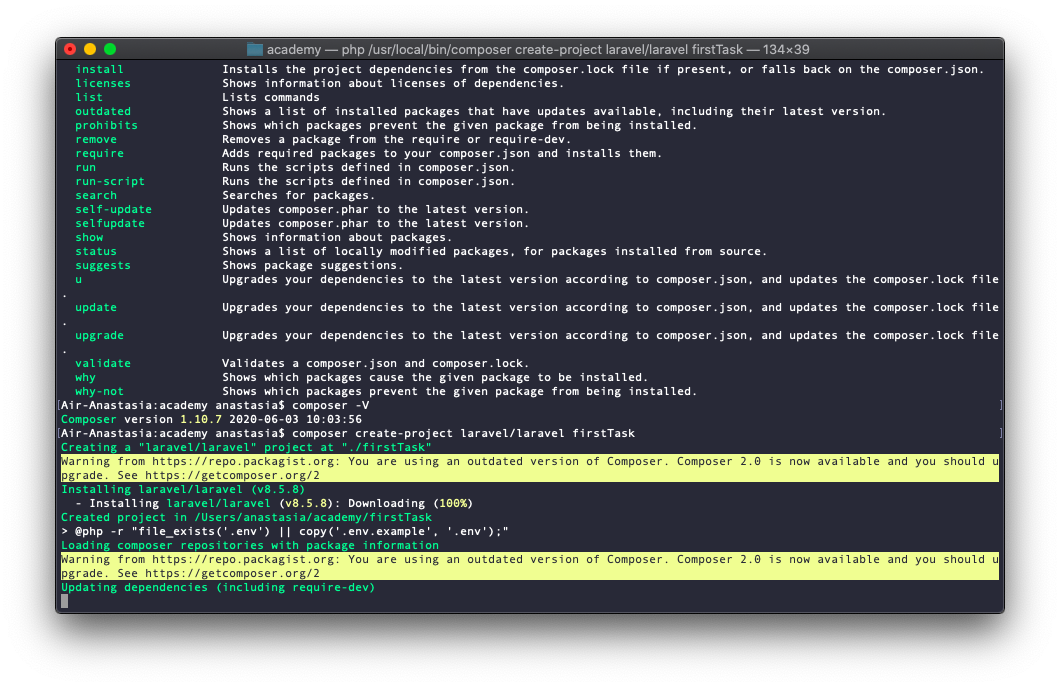 academy — php /usr/local/bin/composer create-project laravel/laravel firstTask — 134×39
install Installs the project dependencies from the composer.lock file if present, or falls back on the composer.json.
licenses Shows information about licenses of dependencies.
list Lists commands
outdated Shows a list of installed packages that have updates available, including their latest version.
prohibits Shows which packages prevent the given package from being installed.
remove Removes a package from the require or require-dev.
require Adds required packages to your composer.json and installs them.
run Runs the scripts defined in composer.json.
run-script Runs the scripts defined in composer.json.
search Searches for packages.
self-update Updates composer.phar to the latest version.
selfupdate Updates composer.phar to the latest version.
show Shows information about packages.
status Shows a list of locally modified packages, for packages installed from source.
suggests Shows package suggestions.
u Upgrades your dependencies to the latest version according to composer.json, and updates the composer.lock file
.
update Upgrades your dependencies to the latest version according to composer.json, and updates the composer.lock file
.
upgrade Upgrades your dependencies to the latest version according to composer.json, and updates the composer.lock file
.
validate Validates a composer.json and composer.lock.
why Shows which packages cause the given package to be installed.
why-not Shows which packages prevent the given package from being installed.
[Air-Anastasia:academy anastasia$ composer -V ]
Composer version 1.10.7 2020-06-03 10:03:56
[Air-Anastasia:academy anastasia$ composer create-project laravel/laravel firstTask ]
Creating a "laravel/laravel" project at "./firstTask"
Warning from https://repo.packagist.org: You are using an outdated version of Composer. Composer 2.0 is now available and you should u
pgrade. See https://getcomposer.org/2
Installing laravel/laravel (v8.5.8)
- Installing laravel/laravel (v8.5.8): Downloading (100%)
Created project in /Users/anastasia/academy/firstTask
> @php -r "file_exists('.env') || copy('.env.example', '.env');"
Loading composer repositories with package information
Warning from https://repo.packagist.org: You are using an outdated version of Composer. Composer 2.0 is now available and you should u
pgrade. See https://getcomposer.org/2
Updating dependencies (including require-dev)